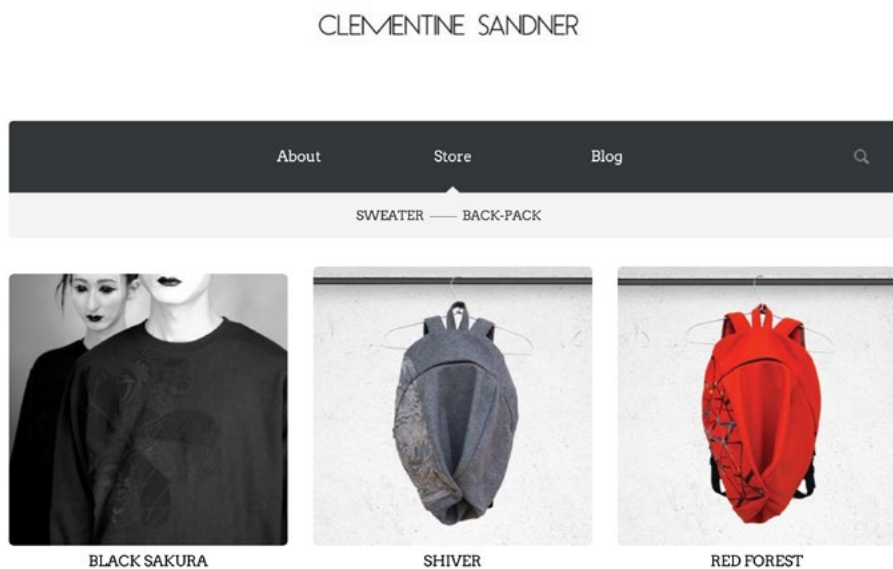 CLEMENTINE SANDNER
About Store Blog
SWEATER —— BACK-PACK
BLACK SAKURA SHIVER RED FOREST